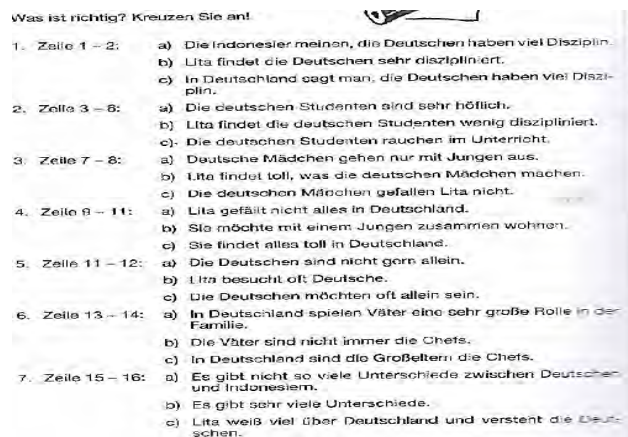 Was ist richtig? Kreuzen Sie an!
1. Zeile 1 – 2: a) Die Indonesier meinen, die Deutschen haben viel Disziplin.
b) Lita findet die Deutschen sehr diszipliniert.
c) In Deutschland sagt man, die Deutschen haben viel Diszi-
plin.
2. Zeile 3 – 6: a) Die deutschen Studenten sind sehr höflich.
b) Lita findet die deutschen Studenten wenig diszipliniert.
c) Die deutschen Studenten rauchen im Unterricht.
3. Zeile 7 – 8: a) Deutsche Mädchen gehen nur mit Jungen aus.
b) Lita findet toll, was die deutschen Mädchen machen.
c) Die deutschen Mädchen gefallen Lita nicht.
4. Zeile 9 – 11: a) Lita gefällt nicht alles in Deutschland.
b) Sie möchte mit einem Jungen zusammen wohnen.
c) Sie findet alles toll in Deutschland.
5. Zeile 11 – 12: a) Die Deutschen sind nicht gern allein.
b) Lita besucht oft Deutsche.
c) Die Deutschen möchten oft allein sein.
6. Zeile 13 – 14: a) In Deutschland spielen Väter eine sehr große Rolle in der
Familie.
b) Die Väter sind nicht immer die Chefs.
c) In Deutschland sind die Großeltern die Chefs.
7. Zeile 15 – 16: a) Es gibt nicht so viele Unterschiede zwischen Deutschen
und Indonesiern.
b) Es gibt sehr viele Unterschiede.
c) Lita weiß viel über Deutschland und versteht die Deut-
schen.